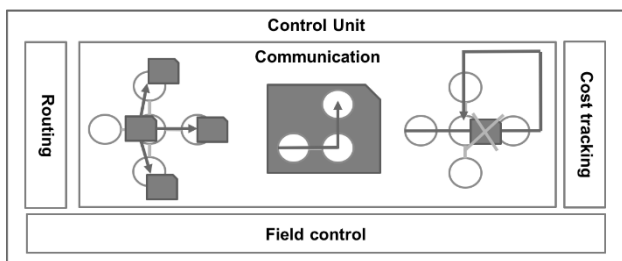 Control Unit
Routing
Communication
Cost tracking
Field control